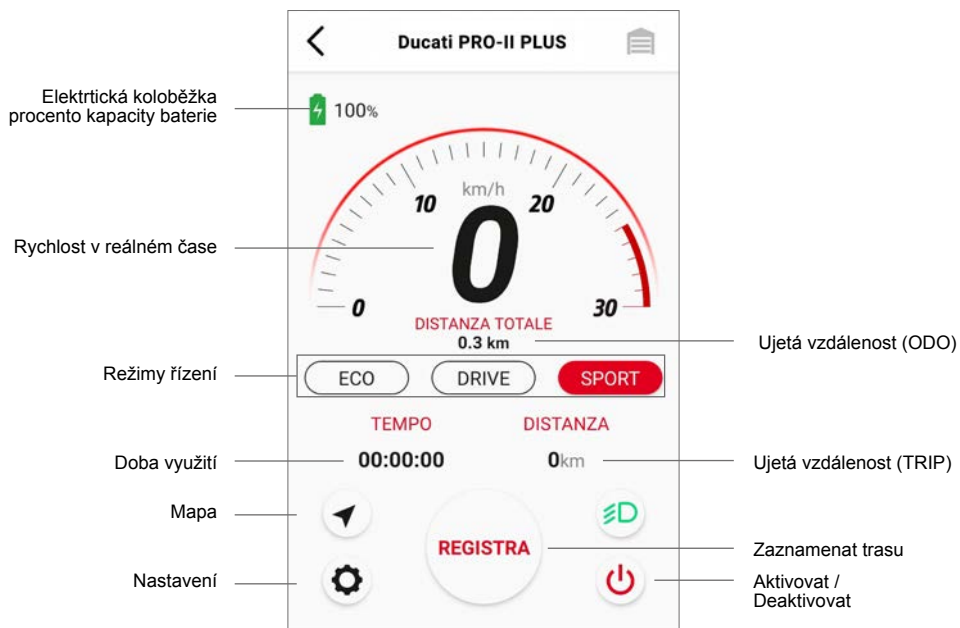 Ducati PRO-II PLUS
Elektrtická koloběžka
procento kapacity baterie
100%
km/h
10
20
0
Rychlost v reálném čase
0
30
DISTANZA TOTALE
0.3 km
Ujetá vzdálenost (ODO)
Režimy řízení
ECO
DRIVE
SPORT
TEMPO
DISTANZA
Doba využití
00:00:00
0km
Ujetá vzdálenost (TRIP)
Mapa
REGISTRA
Zaznamenat trasu
Nastavení
Aktivovat /
Deaktivovat